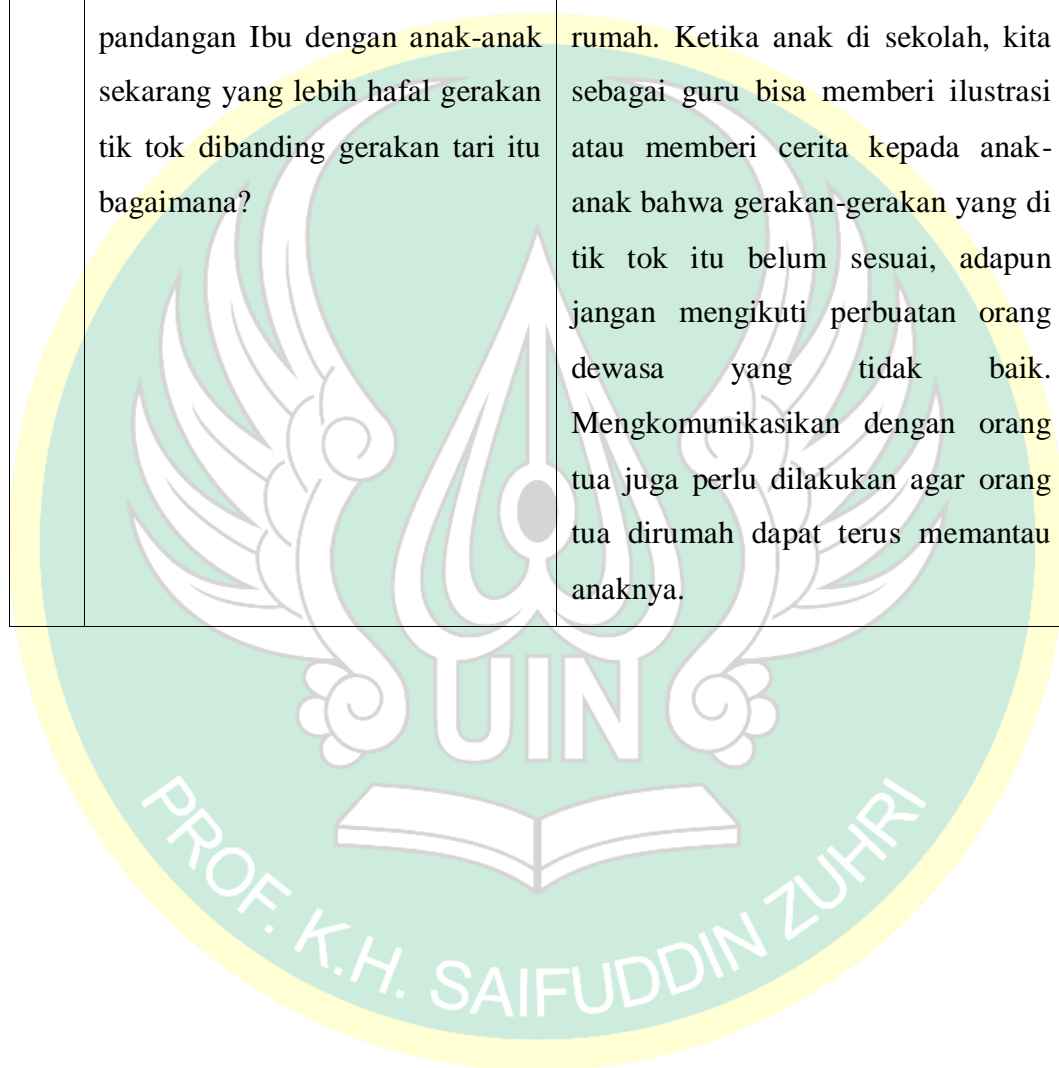 pandangan Ibu dengan anak-anak
sekarang yang lebih hafal gerakan
tik tok dibanding gerakan tari itu
bagaimana?
rumah. Ketika anak di sekolah, kita
sebagai guru bisa memberi ilustrasi
atau memberi cerita kepada anak-
anak bahwa gerakan-gerakan yang di
tik tok itu belum sesuai, adapun
jangan mengikuti perbuatan orang
dewasa yang tidak baik.
Mengkomunikasikan dengan orang
tua juga perlu dilakukan agar orang
tua dirumah dapat terus memantau
anaknya.
UIN
PROF. K.H. SAIFUDDIN ZUHRI